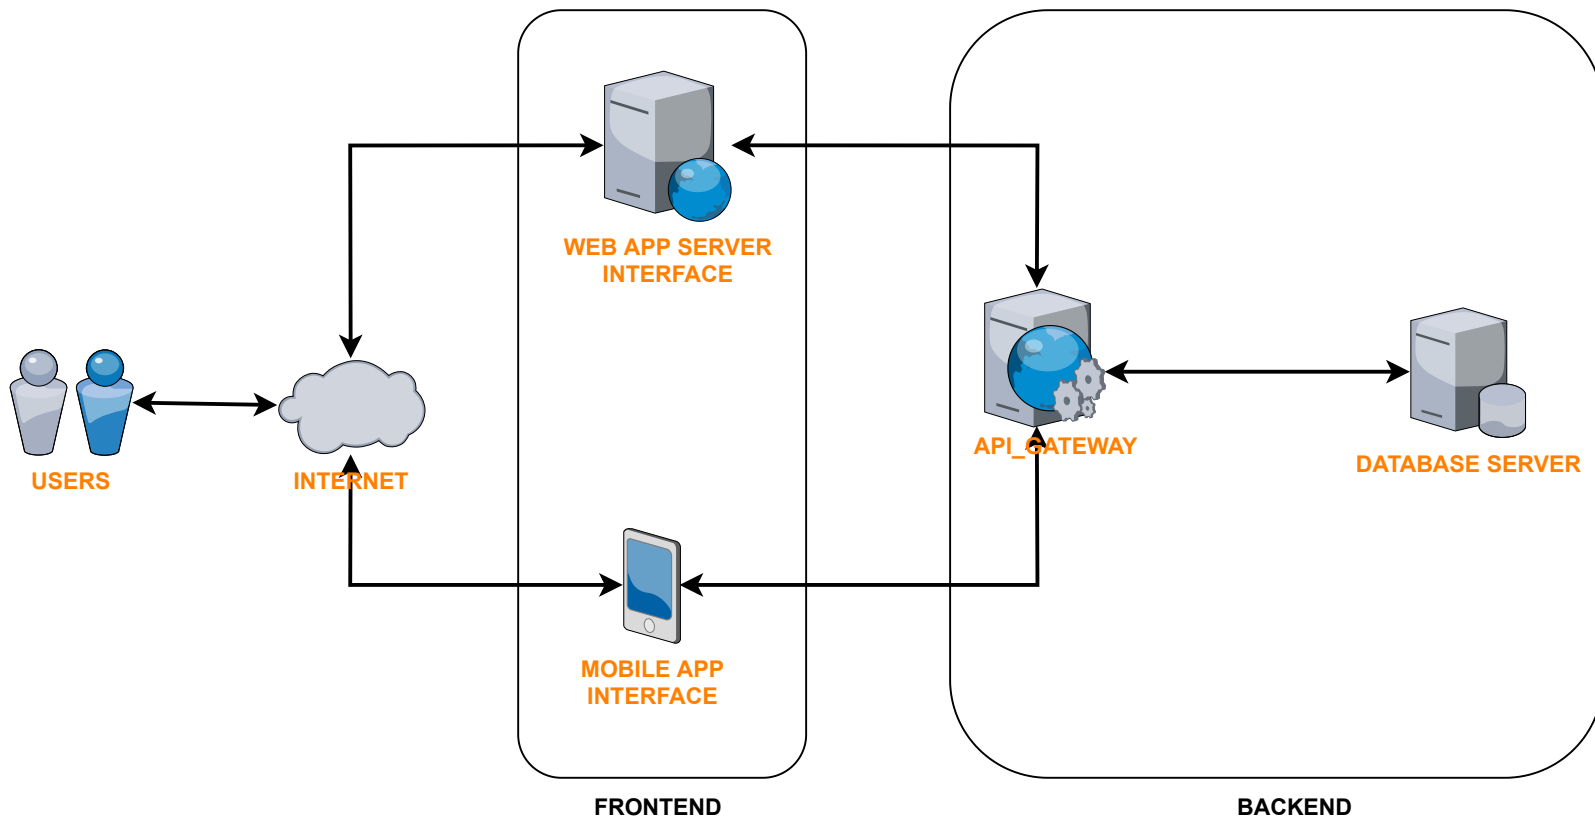 WEB APP SERVER
INTERFACE
USERS
INTERNET
API_GATEWAY
DATABASE SERVER
MOBILE APP
INTERFACE
FRONTEND
BACKEND